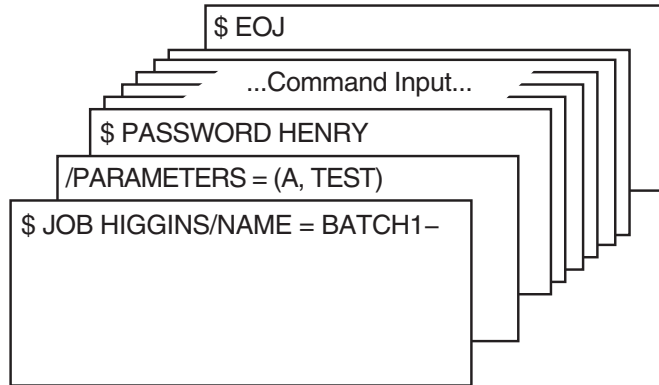 $ EOJ
...Command Input...
$ PASSWORD HENRY
/PARAMETERS = (A, TEST)
$ JOB HIGGINS/NAME = BATCH1–